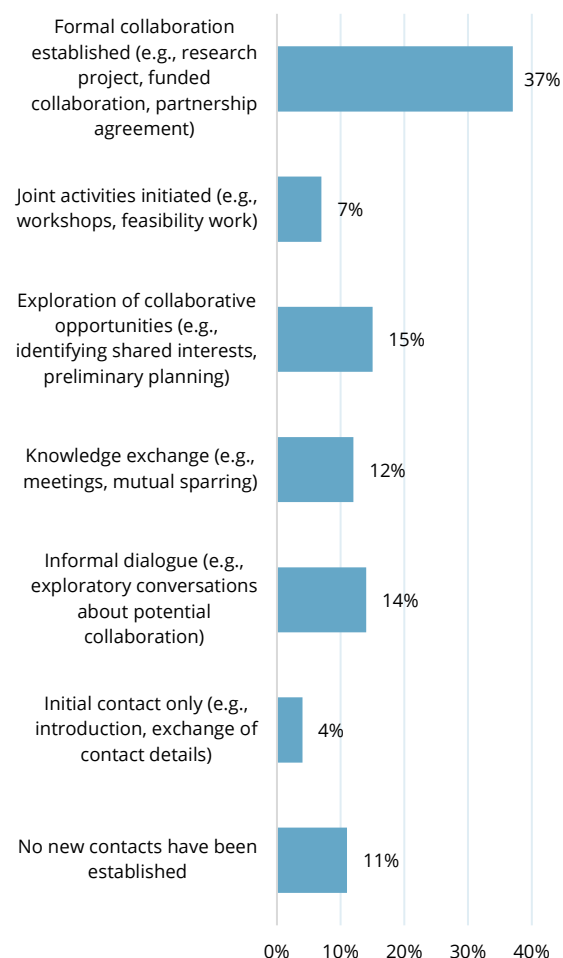 Formal collaboration
established (e.g., research
project, funded
collaboration, partnership
agreement)
37%
Joint activities initiated (e.g.,
workshops, feasibility work)
7%
Exploration of collaborative
opportunities (e.g.,
identifying shared interests,
preliminary planning)
15%
Knowledge exchange (e.g.,
meetings, mutual sparring)
12%
Informal dialogue (e.g.,
exploratory conversations
about potential
collaboration)
14%
Initial contact only (e.g.,
introduction, exchange of
contact details)
4%
No new contacts have been
established
11%
0% 10% 20% 30% 40%